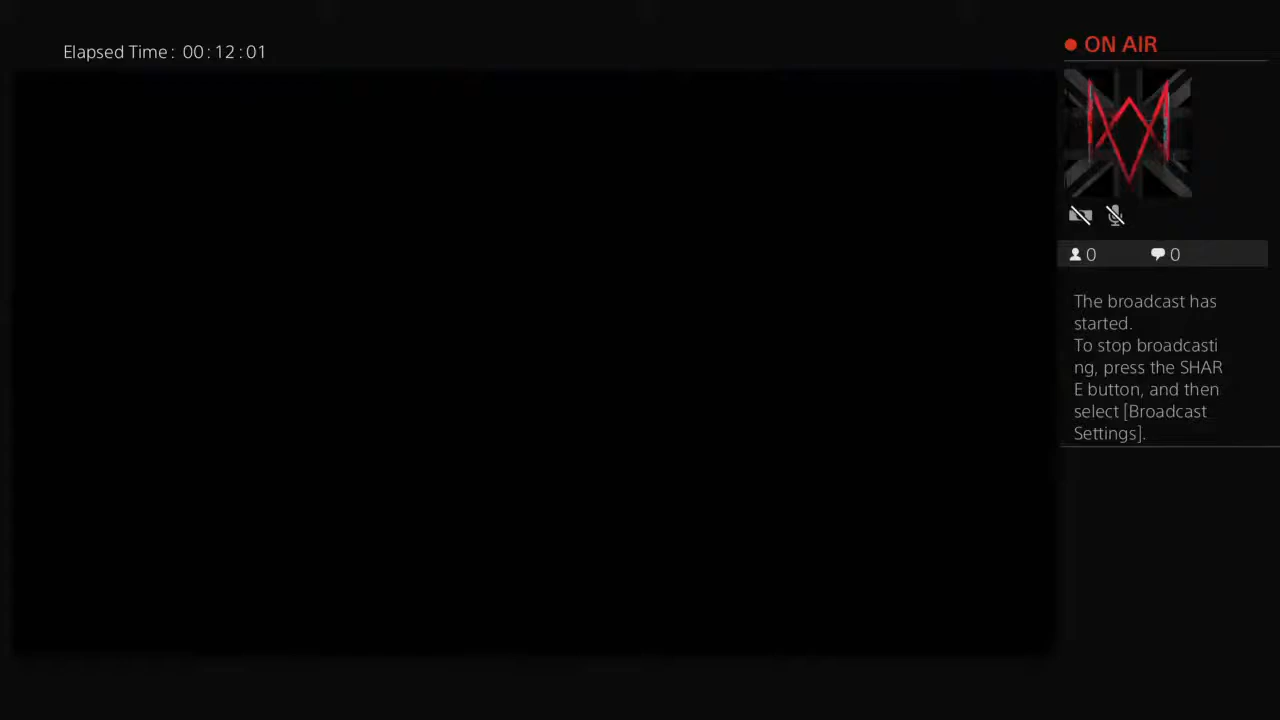 Elapsed Time: 00:12:01
ON AIR
0 0
The broadcast has
started.
To stop broadcasti
ng, press the SHAR
E button, and then
select [Broadcast
Settings].